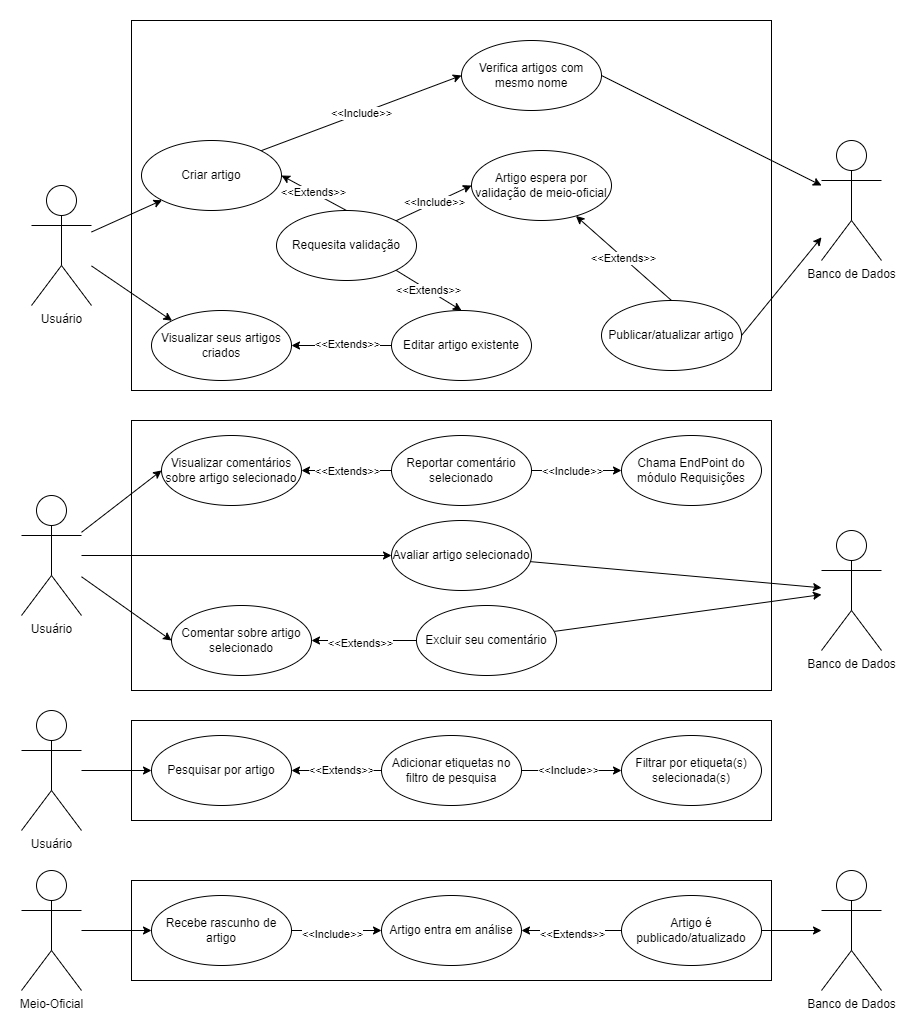 Verifica artigos com
mesmo nome
<<Include>>
Criar artigo
<<Extends>>
Artigo espera por
validação de meio-oficial
<<Include>>
Requesita validação
<<Extends>>
<<Extends>>
Banco de Dados
Usuário
Visualizar seus artigos
criados
<<Extends>>
Editar artigo existente
Publicar/atualizar artigo
Visualizar comentários
sobre artigo selecionado
<<Extends>>
Reportar comentário
selecionado
<<Include>>
Chama EndPoint do
módulo Requisições
Avaliar artigo selecionado
Usuário
Comentar sobre artigo
selecionado
<<Extends>>
Excluir seu comentário
Banco de Dados
Pesquisar por artigo
<<Extends>>
Adicionar etiquetas no
filtro de pesquisa
<<Include>>
Filtrar por etiqueta(s)
selecionada(s)
Usuário
Recebe rascunho de
artigo
<<Include>>
Artigo entra em análise
<<Extends>>
Artigo é
publicado/atualizado
Meio-Oficial
Banco de Dados